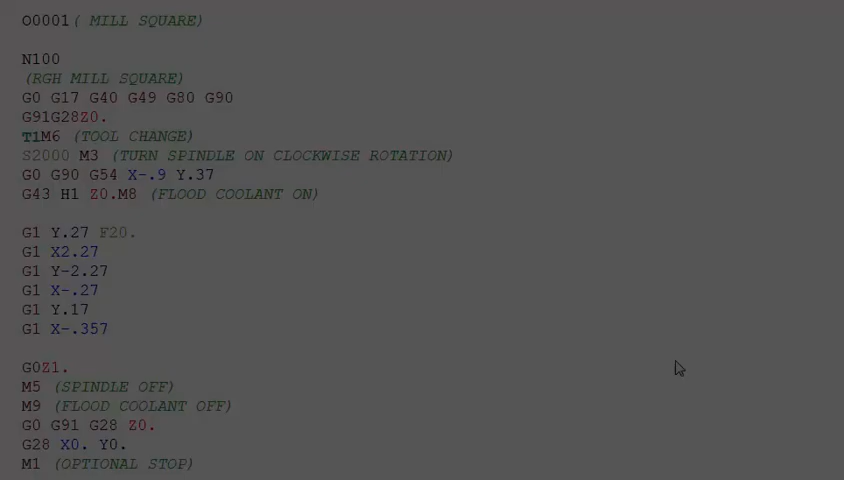 O0001( MILL SQUARE)
N100
(RGH MILL SQUARE)
G0 G17 G40 G49 G80 G90
G91G28Z0.
T1M6 (TOOL CHANGE)
S2000 M3 (TURN SPINDLE ON CLOCKWISE ROTATION)
G0 G90 G54 X-.9 Y.37
G43 H1 Z0.M8 (FLOOD COOLANT ON)
G1 Y.27 F20.
G1 X2.27
G1 Y-2.27
G1 X-.27
G1 Y.17
G1 X-.357
G0Z1.
M5 (SPINDLE OFF)
M9 (FLOOD COOLANT OFF)
G0 G91 G28 Z0.
G28 X0. Y0.
M1 (OPTIONAL STOP)